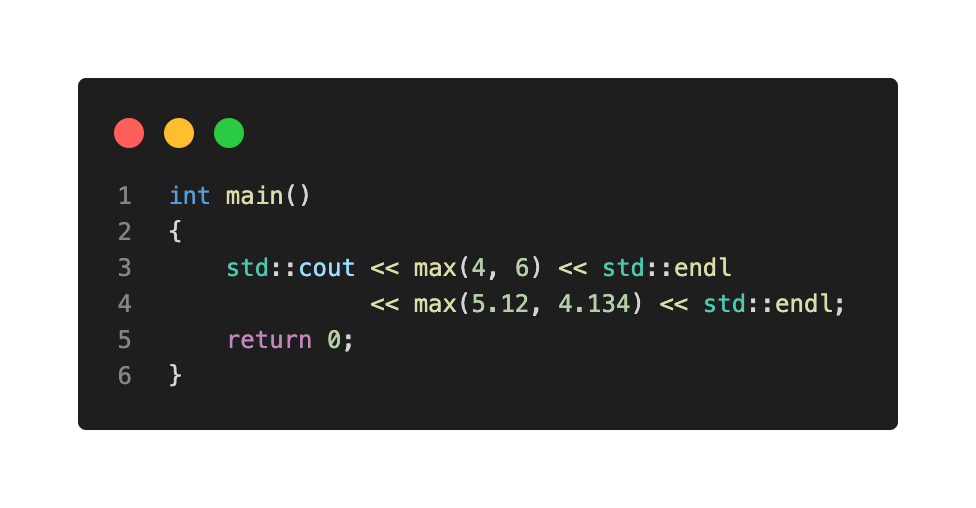 1 int main()
2 {
3     std::cout << max(4, 6) << std::endl
4               << max(5.12, 4.134) << std::endl;
5     return 0;
6 }